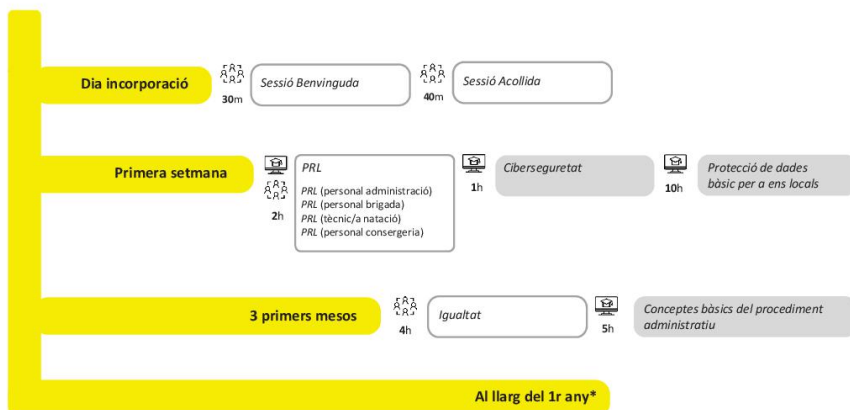 Dia incorporació
30m
Sessió Benvinguda
40m
Sessió Acollida
Primera setmana
2h
PRL
PRL (personal administració)
PRL (personal brigada)
PRL (tècnic/a natació)
PRL (personal consergeria)
1h
Ciberseguretat
10h
Protecció de dades
bàsic per a ens locals
3 primers mesos
4h
Igualtat
5h
Conceptes bàsics del procediment
administratiu
Al llarg del 1r any*